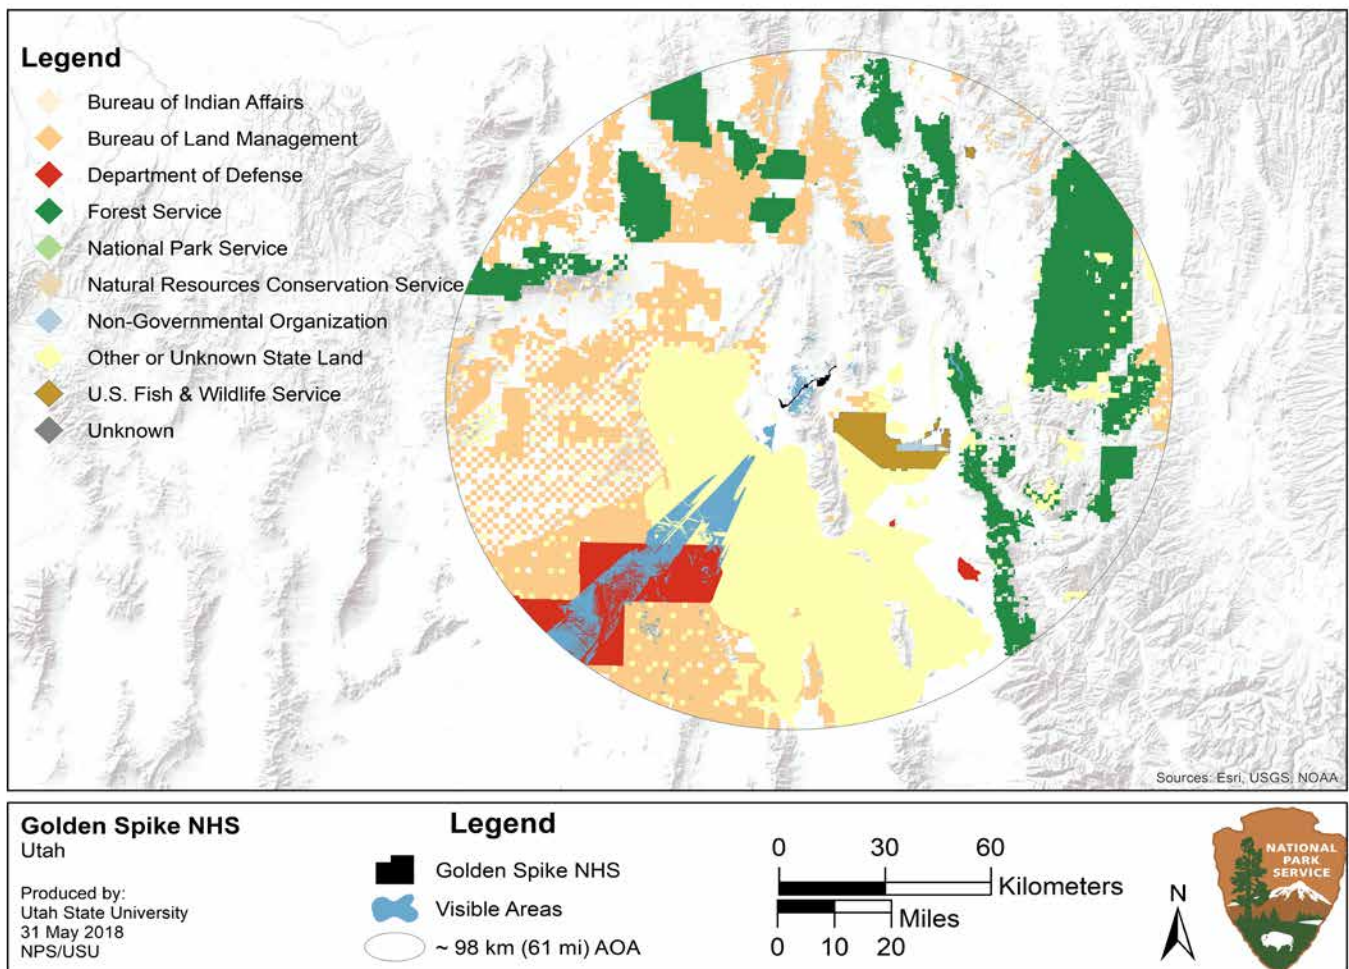 Legend
Bureau of Indian Affairs
Bureau of Land Management
Department of Defense
Forest Service
National Park Service
Natural Resources Conservation Service
Non-Governmental Organization
Other or Unknown State Land
U.S. Fish & Wildlife Service
Unknown
Sources: Esri, USGS, NOAA
Golden Spike NHS
Utah
Produced by:
Utah State University
31 May 2018
NPS/USU
Legend
Golden Spike NHS
Visible Areas
~ 98 km (61 mi) AOA
0 30 60
Kilometers
Miles
0 10 20
N
NATIONAL
PARK
SERVICE